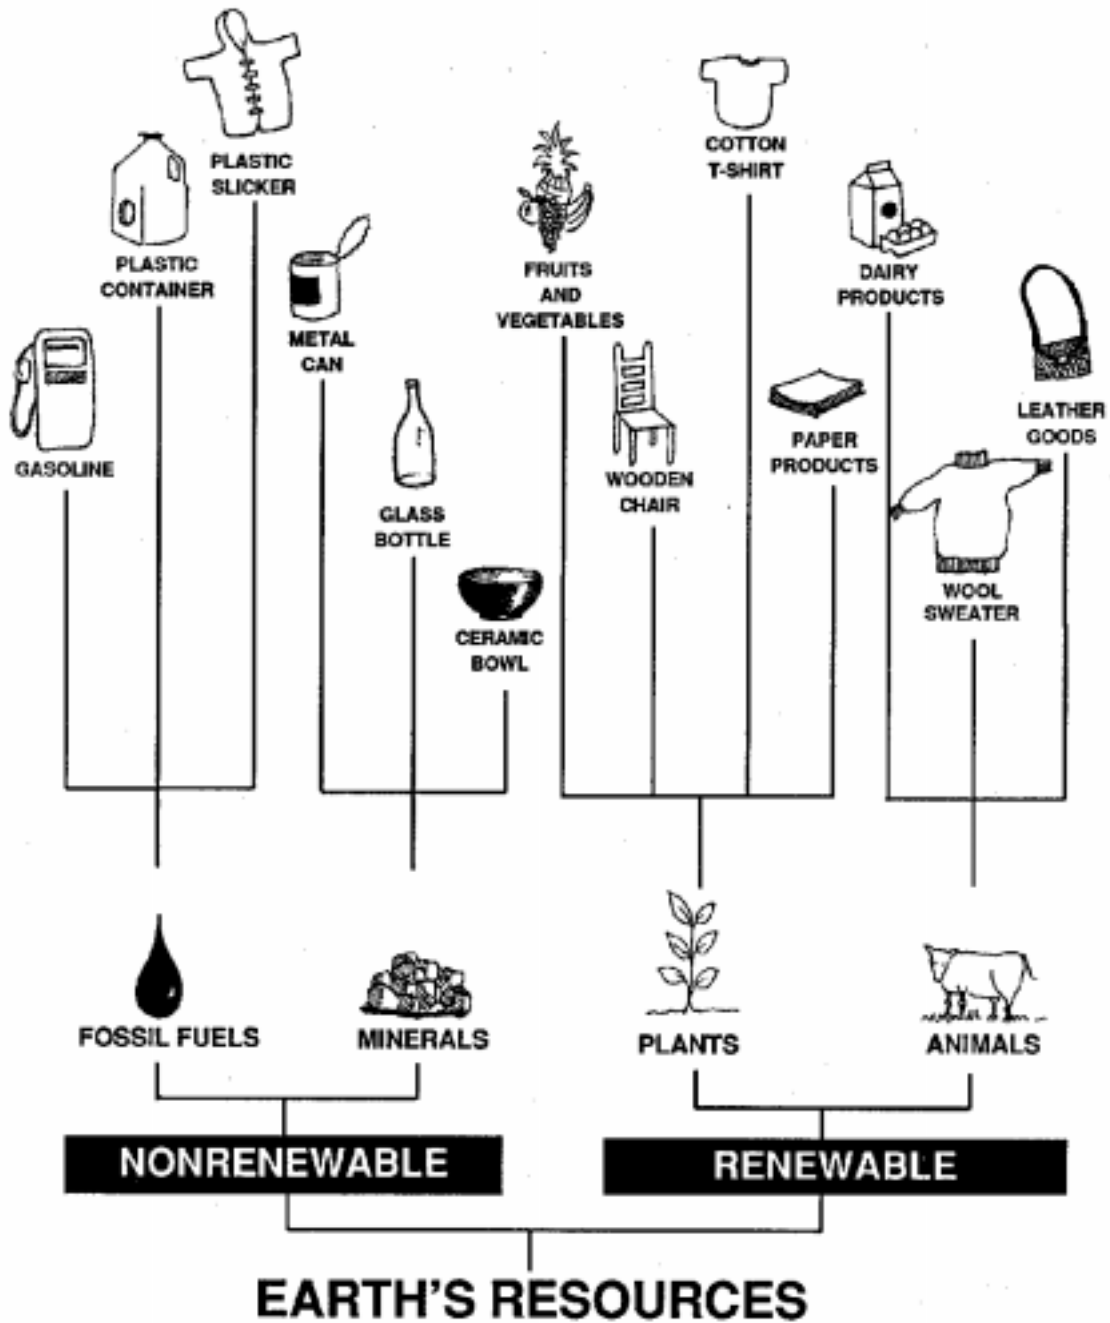 PLASTIC
SLICKER
COTTON
T-SHIRT
PLASTIC
CONTAINER
FRUITS
AND
VEGETABLES
DAIRY
PRODUCTS
METAL
CAN
GASOLINE
LEATHER
GOODS
PAPER
PRODUCTS
WOODEN
CHAIR
GLASS
BOTTLE
WOOL
SWEATER
CERAMIC
BOWL
FOSSIL FUELS
MINERALS
PLANTS
ANIMALS
NONRENEWABLE
RENEWABLE
EARTH'S RESOURCES